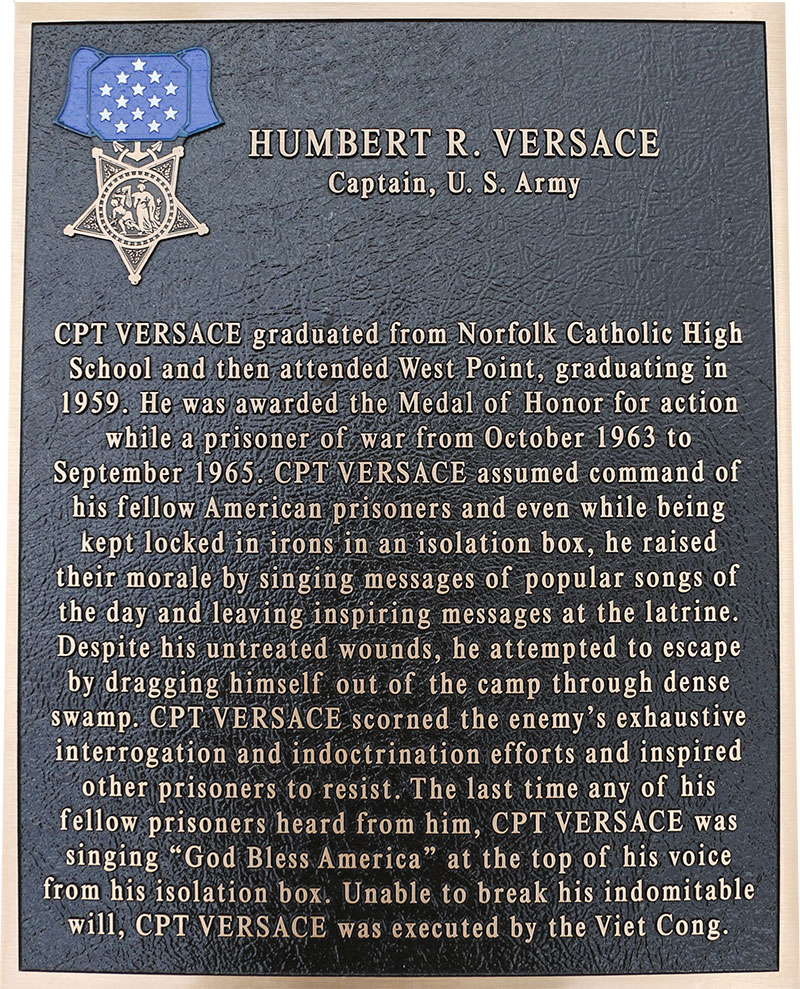 HUMBERT R. VERSACE
Captain, U. S. Army
CPT VERSACE graduated from Norfolk Catholic High
School and then attended West Point, graduating in
1959. He was awarded the Medal of Honor for action
while a prisoner of war from October 1963 to
September 1965. CPT VERSACE assumed command of
his fellow American prisoners and even while being
kept locked in irons in an isolation box, he raised
their morale by singing messages of popular songs of
the day and leaving inspiring messages at the latrine.
Despite his untreated wounds, he attempted to escape
by dragging himself out of the camp through dense
swamp. CPT VERSACE scorned the enemy's exhaustive
interrogation and indoctrination efforts and inspired
other prisoners to resist. The last time any of his
fellow prisoners heard from him, CPT VERSACE was
singing “God Bless America” at the top of his voice
from his isolation box. Unable to break his indomitable
will, CPT VERSACE was executed by the Viet Cong.